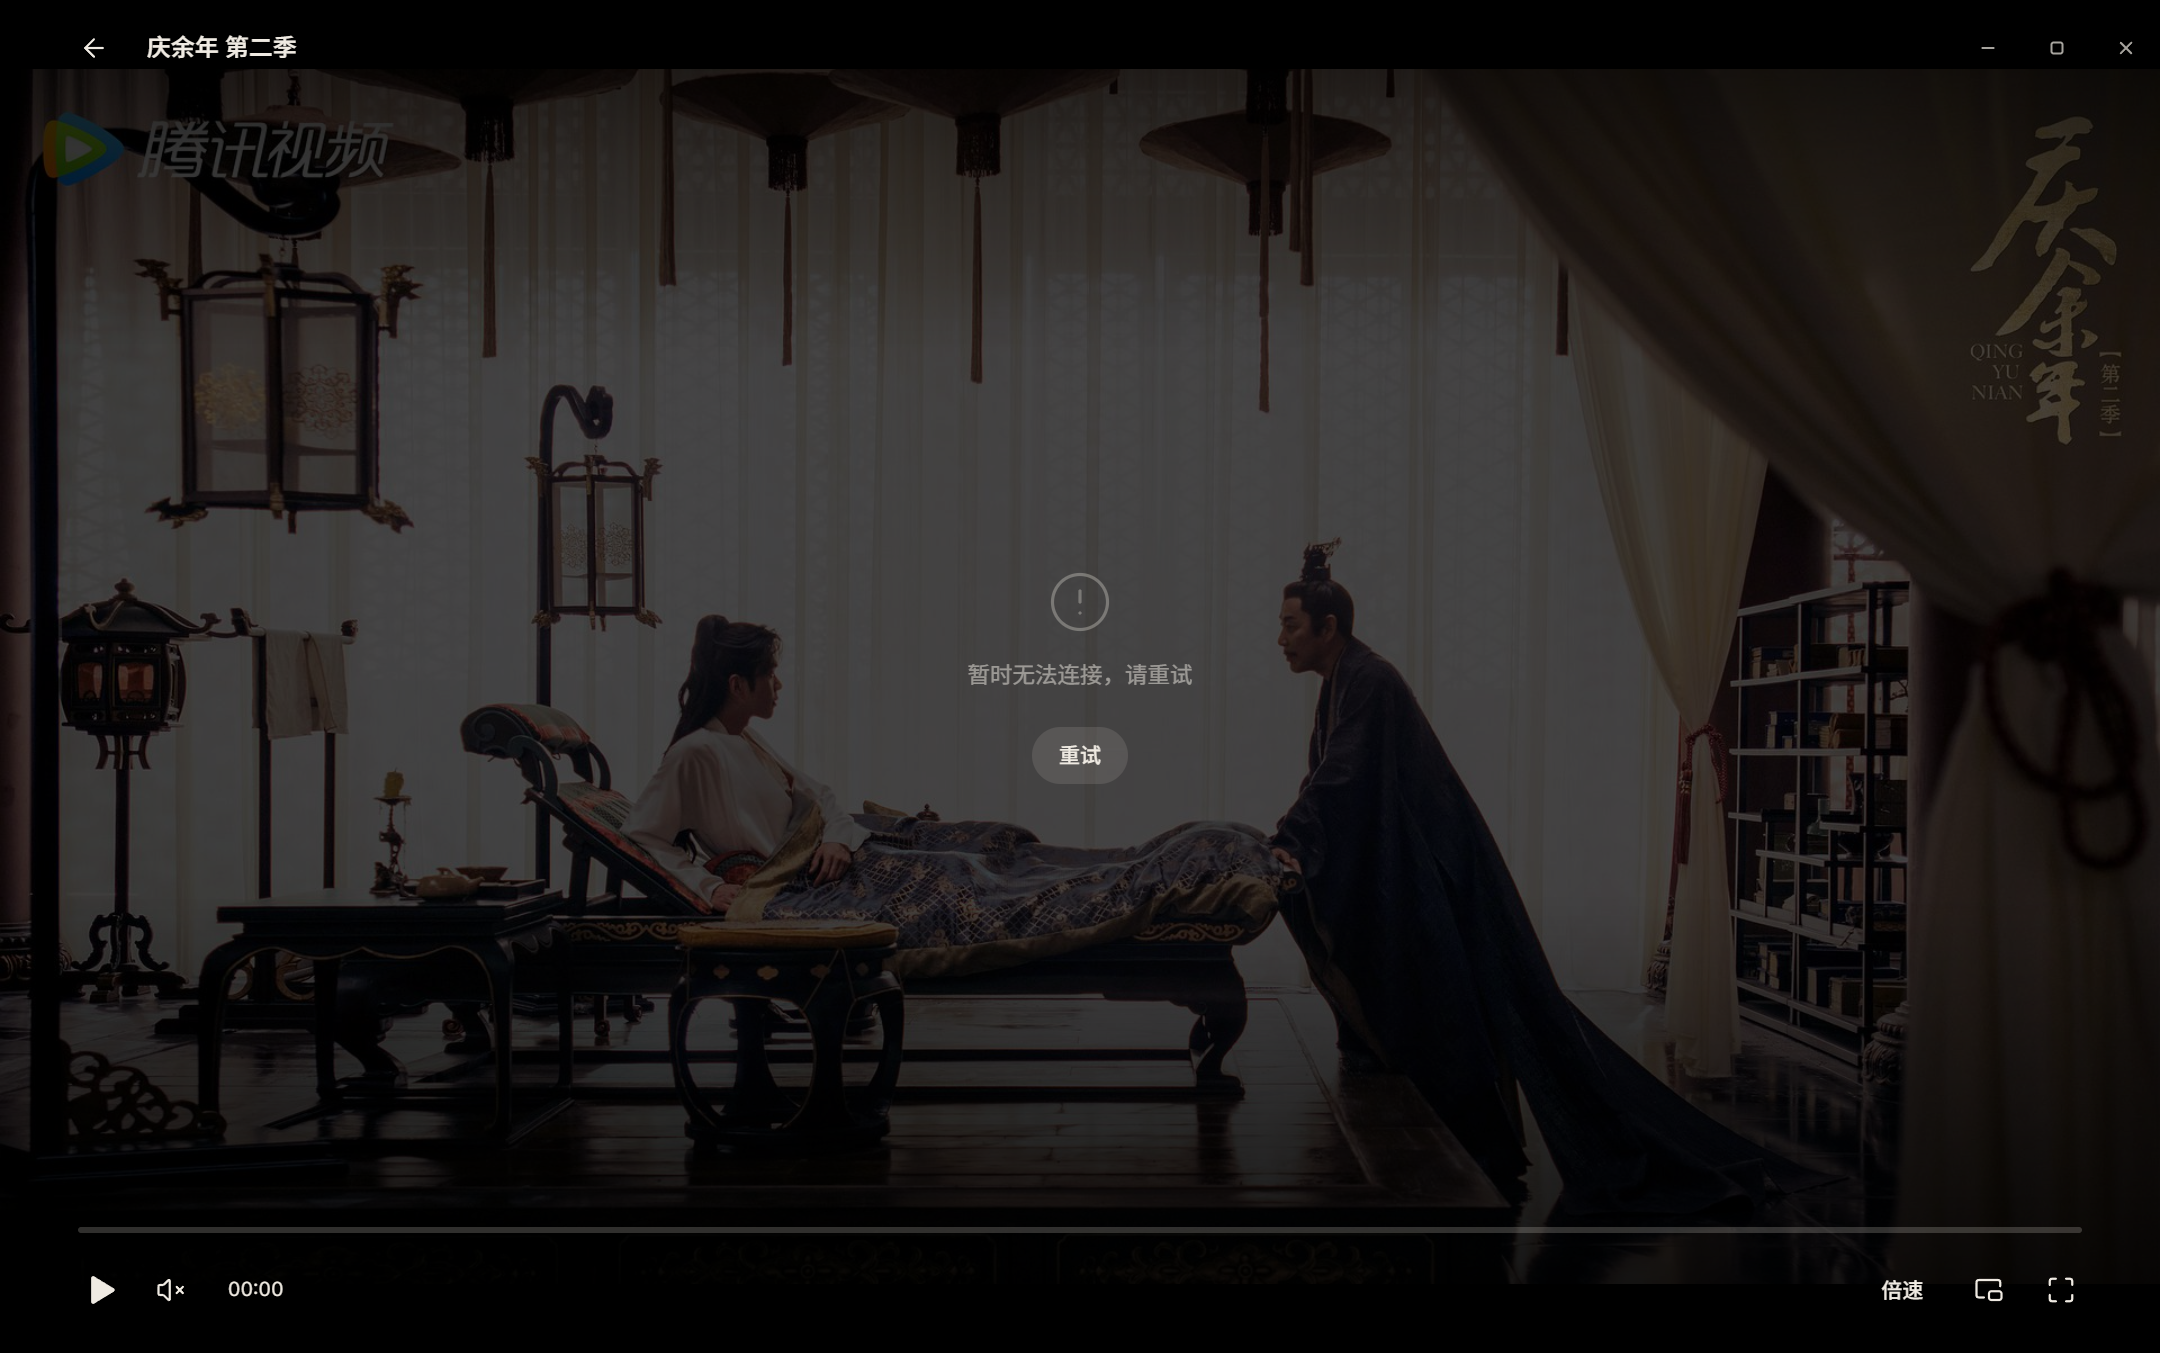 庆余年 第二季
腾讯视频
庆余年
QING
YU
NIAN
【第二季】
暂时无法连接，请重试
重试
00:00
倍速